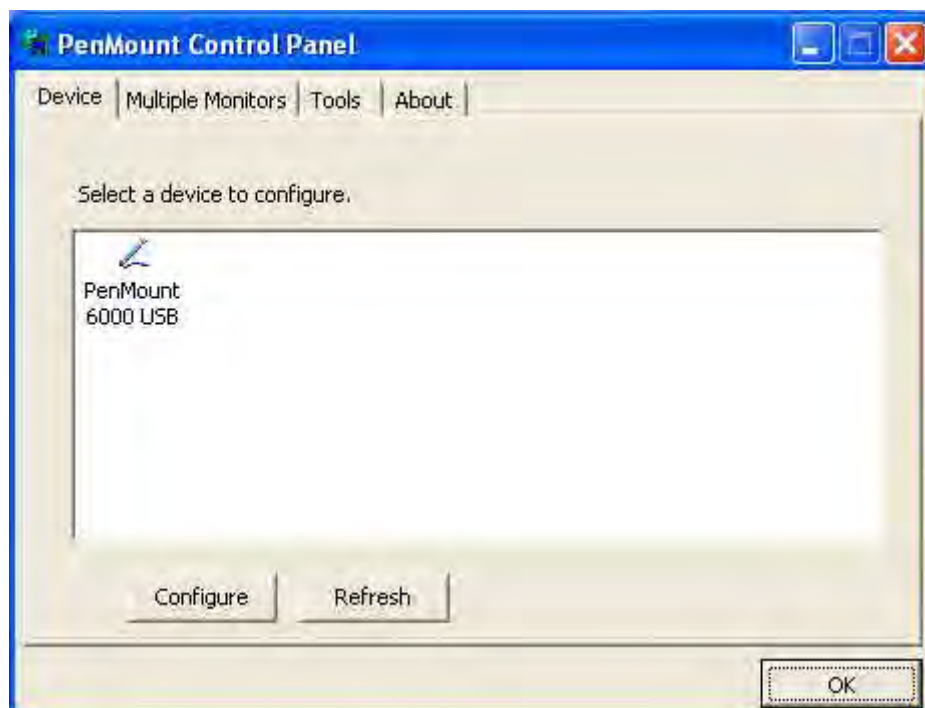 PenMount Control Panel
Device Multiple Monitors Tools About
Select a device to configure.
PenMount
6000 USB
Configure Refresh
OK